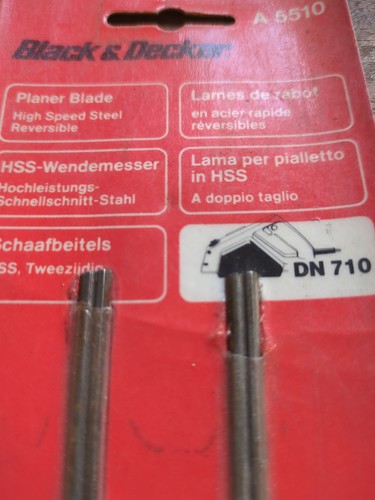 A 5510
Black & Decker
Planer Blade
High Speed Steel
Reversible
Lames de rabot
en acier rapide
réversibles
HSS-Wendemesser
Hochleistungs-
Schnellschnitt-Stahl
Lama per pialletto
in HSS
A doppio taglio
Schaafbeitels
HSS, Tweezijdig
DN 710